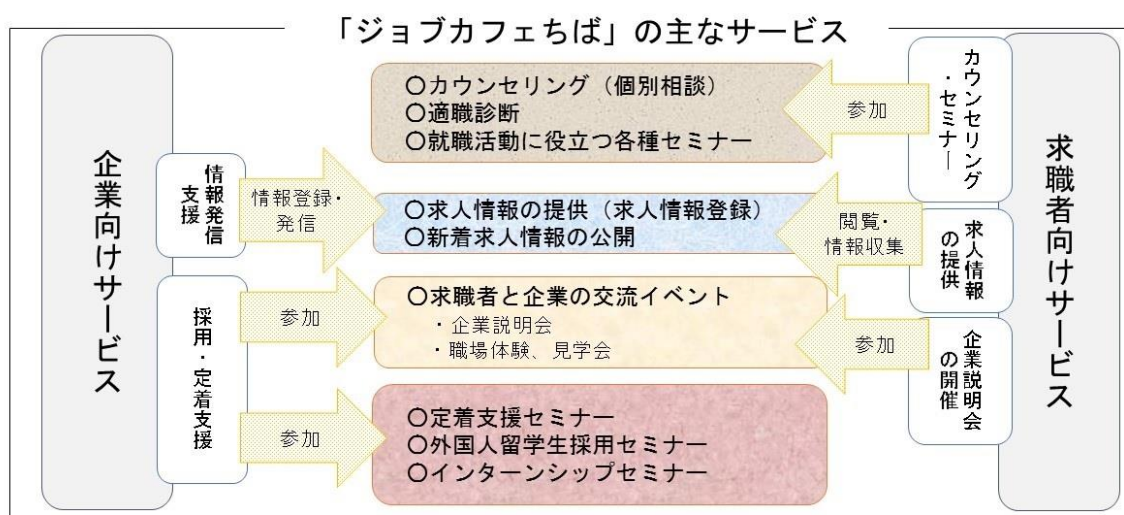 「ジョブカフェちば」の主なサービス
企業向けサービス
情報発信
支援
採用・定着支援
情報登録・
発信
参加
参加
〇カウンセリング（個別相談）
〇適職診断
〇就職活動に役立つ各種セミナー
〇求人情報の提供（求人情報登録）
〇新着求人情報の公開
〇求職者と企業の交流イベント
・企業説明会
・職場体験、見学会
〇定着支援セミナー
〇外国人留学生採用セミナー
〇インターンシップセミナー
参加
閲覧・
情報収集
参加
カウンセリング
・セミナー
求人情報
の提供
企業説明会
の開催
求職者向けサービス